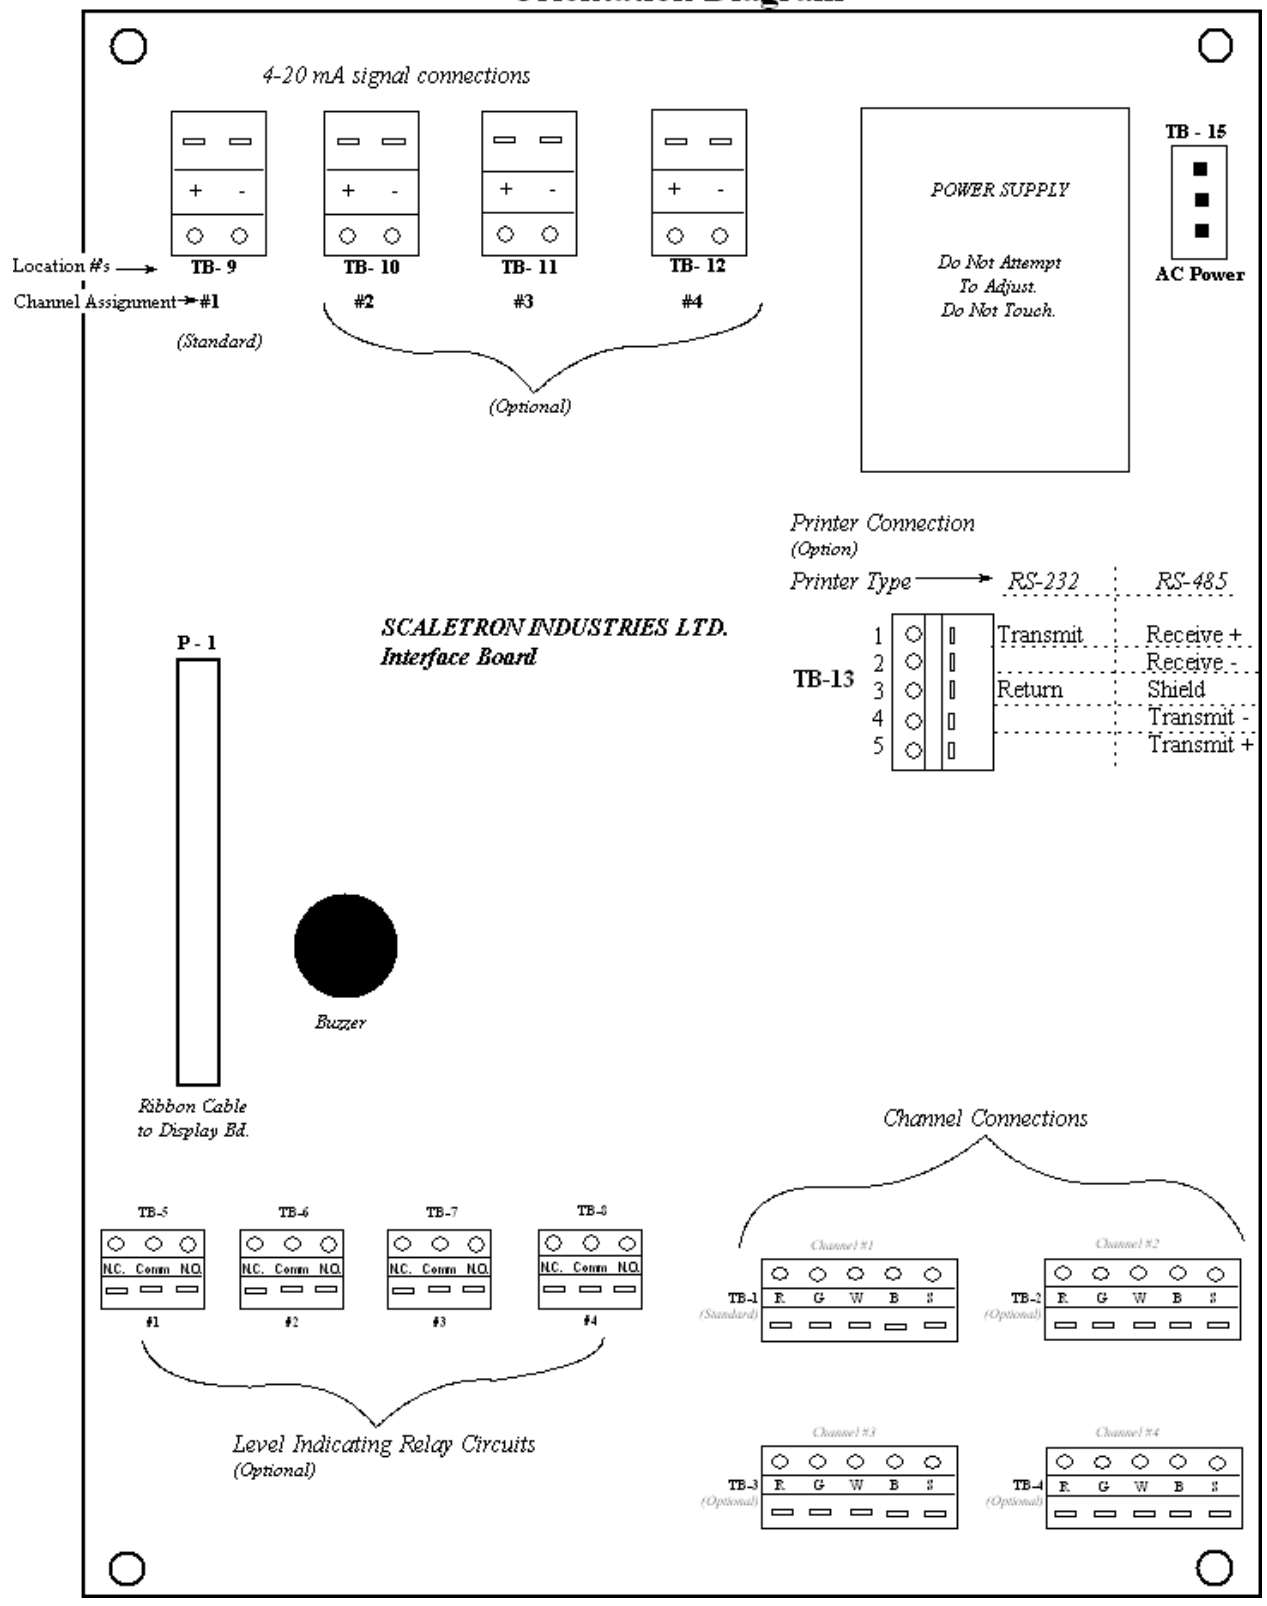 Orientation Diagram
4-20 mA signal connections
+ -
+ -
+ -
+ -
Location #'s
TB- 9
TB- 10
TB- 11
TB- 12
Channel Assignment
#1
#2
#3
#4
(Standard)
(Optional)
POWER SUPPLY
Do Not Attempt
To Adjust.
Do Not Touch.
TB - 15
AC Power
Printer Connection
(Option)
Printer Type
RS-232
RS-485
TB-13
1 Transmit Receive +
2 Receive -
3 Return Shield
4 Transmit -
5 Transmit +
SCALETRON INDUSTRIES LTD.
Interface Board
P - 1
Ribbon Cable
to Display Bd.
Buzzer
TB-5
N.C. Comm N.O.
#1
TB-6
N.C. Comm N.O.
#2
TB-7
N.C. Comm N.O.
#3
TB-8
N.C. Comm N.O.
#4
Level Indicating Relay Circuits
(Optional)
Channel Connections
Channel #1
TB-1
(Standard)
R G W B S
Channel #2
TB-2
(Optional)
R G W B S
Channel #3
TB-3
(Optional)
R G W B S
Channel #4
TB-4
(Optional)
R G W B S